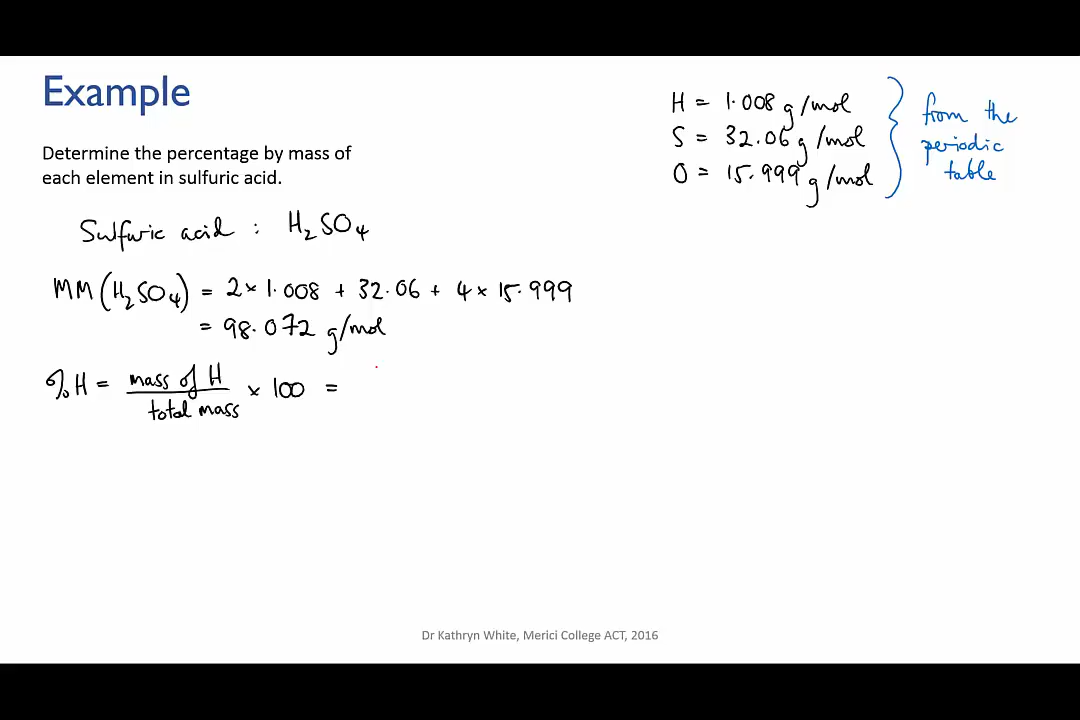 Example
Determine the percentage by mass of
each element in sulfuric acid.
Sulfuric acid : H₂SO₄
MM(H₂SO₄) = 2 × 1.008 + 32.06 + 4 × 15.999
= 98.072 g/mol
%H = mass of H / total mass × 100 =
H = 1.008 g/mol
S = 32.06 g/mol
O = 15.999 g/mol
from the
periodic
table
Dr Kathryn White, Merici College ACT, 2016